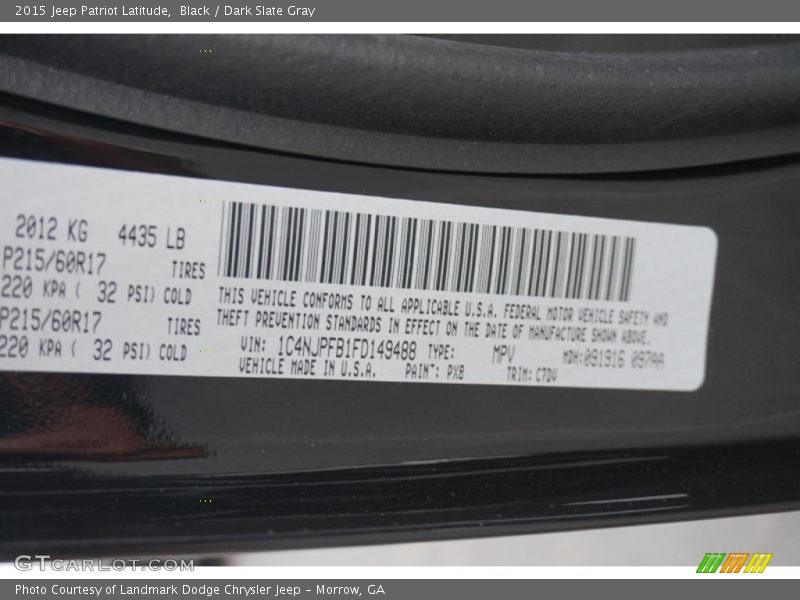 2015 Jeep Patriot Latitude,  Black / Dark Slate Gray
2012 KG 4435 LB
P215/60R17 TIRES
220 KPA ( 32 PSI) COLD
P215/60R17 TIRES
220 KPA ( 32 PSI) COLD
THIS VEHICLE CONFORMS TO ALL APPLICABLE U.S.A. FEDERAL MOTOR VEHICLE SAFETY AND
THEFT PREVENTION STANDARDS IN EFFECT ON THE DATE OF MANUFACTURE SHOWN ABOVE.
VIN: 1C4NJPFB1FD149488 TYPE: MPV MDH:091916 097AA
VEHICLE MADE IN U.S.A. PAINT: PX8 TRIM: C7DV
GTCARLOT.COM
Photo Courtesy of Landmark Dodge Chrysler Jeep – Morrow, GA